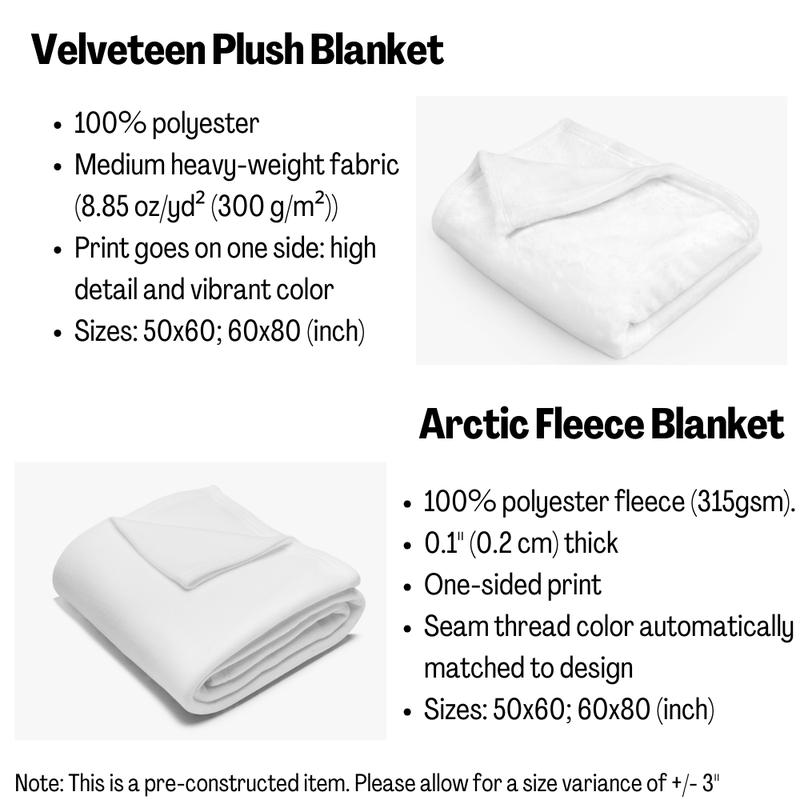 Velveteen Plush Blanket
• 100% polyester
• Medium heavy-weight fabric
(8.85 oz/yd² (300 g/m²))
• Print goes on one side: high
detail and vibrant color
• Sizes: 50x60; 60x80 (inch)
Arctic Fleece Blanket
• 100% polyester fleece (315gsm).
• 0.1" (0.2 cm) thick
• One-sided print
• Seam thread color automatically
matched to design
• Sizes: 50x60; 60x80 (inch)
Note: This is a pre-constructed item. Please allow for a size variance of +/- 3"